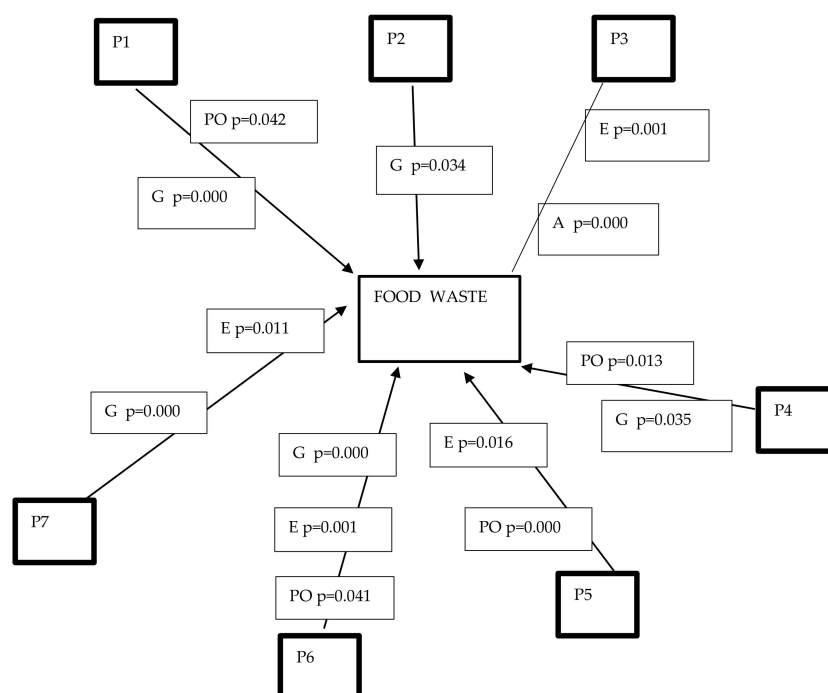 P1
P2
P3
PO p=0.042
E p=0.001
G p=0.034
G p=0.000
A p=0.000
FOOD WASTE
E p=0.011
PO p=0.013
G p=0.000
G p=0.035
P4
G p=0.000
E p=0.016
P7
E p=0.001
PO p=0.000
PO p=0.041
P5
P6